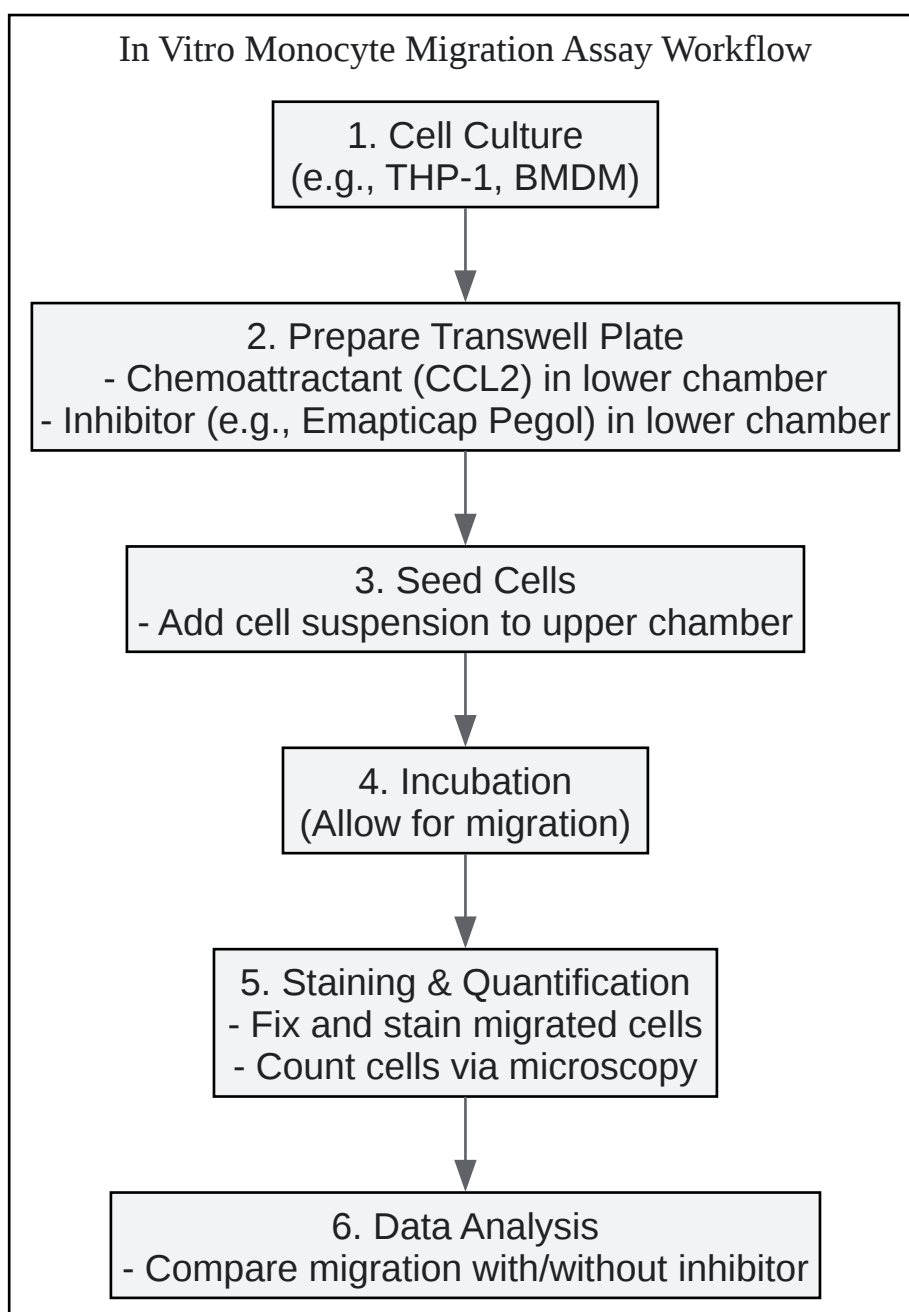 In Vitro Monocyte Migration Assay Workflow
1. Cell Culture
(e.g., THP-1, BMDM)
2. Prepare Transwell Plate
- Chemoattractant (CCL2) in lower chamber
- Inhibitor (e.g., Emapticap Pegol) in lower chamber
3. Seed Cells
- Add cell suspension to upper chamber
4. Incubation
(Allow for migration)
5. Staining & Quantification
- Fix and stain migrated cells
- Count cells via microscopy
6. Data Analysis
- Compare migration with/without inhibitor